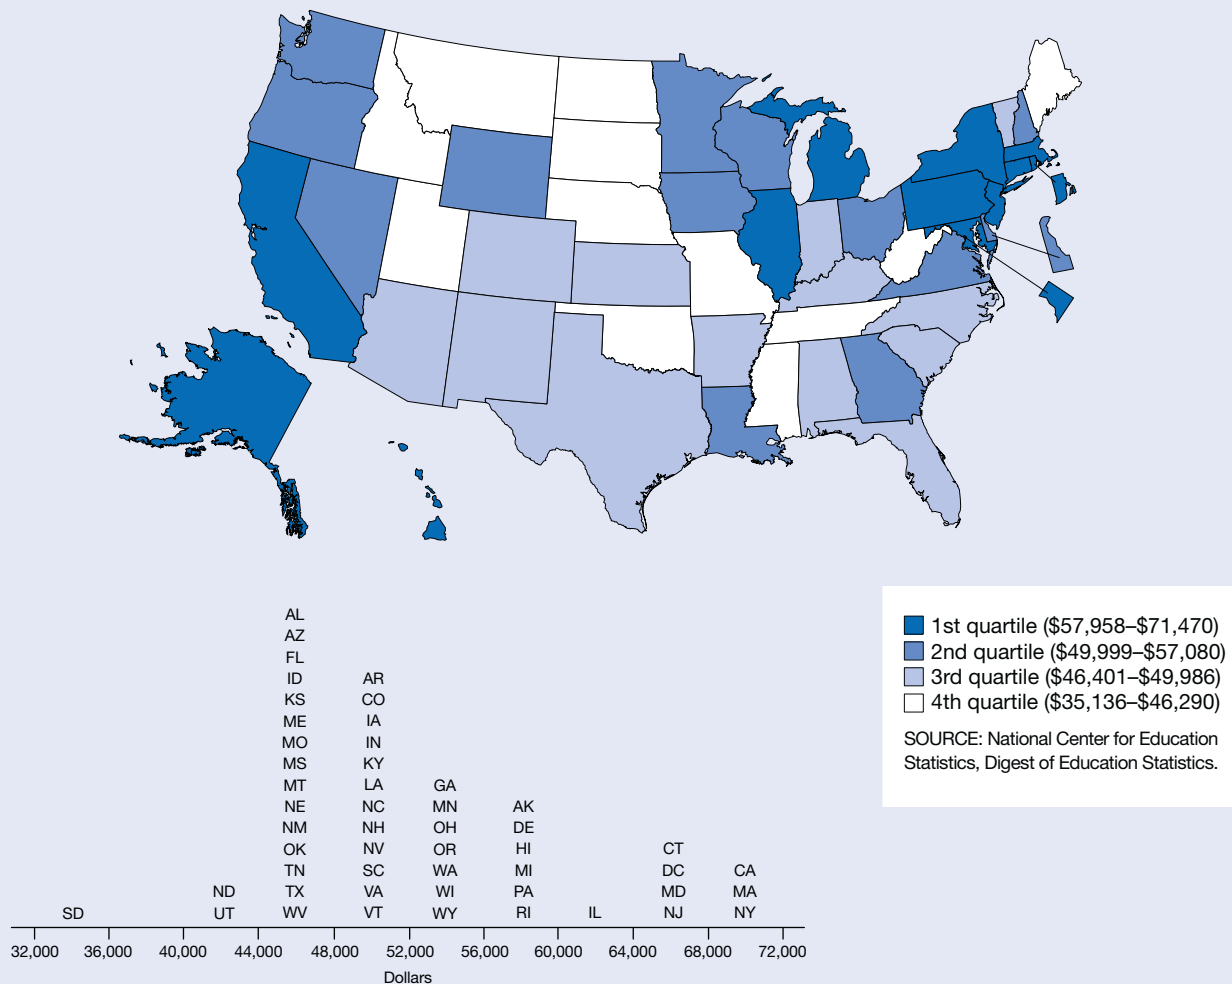 AL
AZ
FL
ID AR
KS CO
ME IA
MO IN
MS KY
MT LA GA
NE NC MN AK
NM NH OH DE
OK NV OR HI CT
TN SC WA MI DC CA
ND TX VA WI PA MD MA
SD UT WV VT WY RI IL NJ NY
32,000 36,000 40,000 44,000 48,000 52,000 56,000 60,000 64,000 68,000 72,000
Dollars
1st quartile ($57,958–$71,470)
2nd quartile ($49,999–$57,080)
3rd quartile ($46,401–$49,986)
4th quartile ($35,136–$46,290)
SOURCE: National Center for Education
Statistics, Digest of Education Statistics.